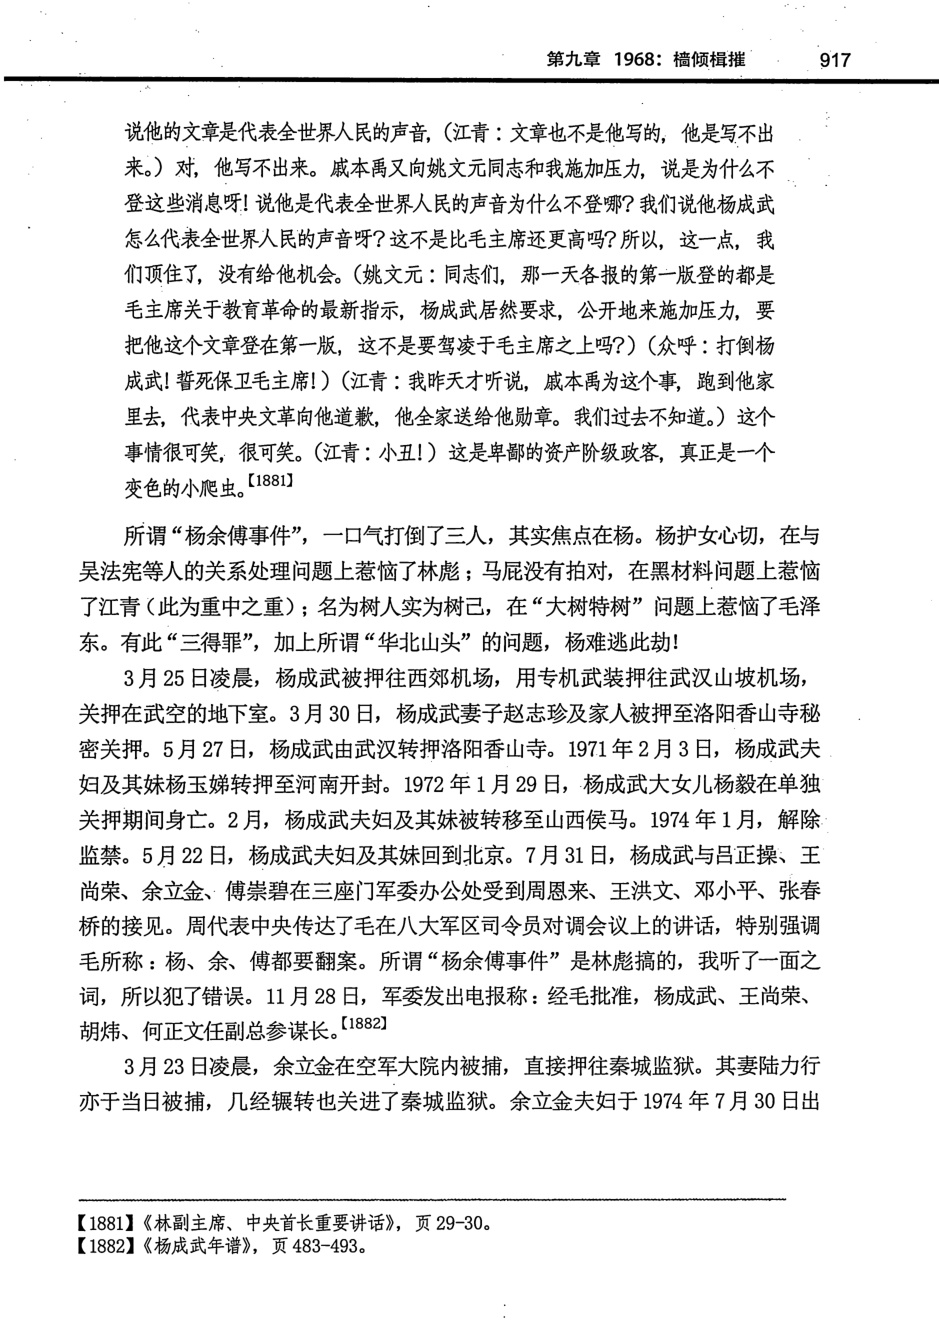 第九章 1968：樯倾楫摧 917
说他的文章是代表全世界人民的声音，（江青：文章也不是他写的，他是写不出
来。）对，他写不出来。戚本禹又向姚文元同志和我施加压力，说是为什么不
登这些消息呀！说他是代表全世界人民的声音为什么不登哪？我们说他杨成武
怎么代表全世界人民的声音呀？这不是比毛主席还更高吗？所以，这一点，我
们顶住了，没有给他机会。（姚文元：同志们，那一天各报的第一版登的都是
毛主席关于教育革命的最新指示，杨成武居然要求，公开地来施加压力，要
把他这个文章登在第一版，这不是要驾凌于毛主席之上吗？）（众呼：打倒杨
成武！誓死保卫毛主席！）（江青：我昨天才听说，戚本禹为这个事，跑到他家
里去，代表中央文革向他道歉，他全家送给他勋章。我们过去不知道。）这个
事情很可笑，很可笑。（江青：小丑！）这是卑鄙的资产阶级政客，真正是一个
变色的小爬虫。【1881】
所谓“杨余傅事件”，一口气打倒了三人，其实焦点在杨。杨护女心切，在与
吴法宪等人的关系处理问题上惹恼了林彪；马屁没有拍对，在黑材料问题上惹恼
了江青（此为重中之重）；名为树人实为树己，在“大树特树”问题上惹恼了毛泽
东。有此“三得罪”，加上所谓“华北山头”的问题，杨难逃此劫！
3月25日凌晨，杨成武被押往西郊机场，用专机武装押往武汉山坡机场，
关押在武空的地下室。3月30日，杨成武妻子赵志珍及家人被押至洛阳香山寺秘
密关押。5月27日，杨成武由武汉转押洛阳香山寺。1971年2月3日，杨成武夫
妇及其妹杨玉娣转押至河南开封。1972年1月29日，杨成武大女儿杨毅在单独
关押期间身亡。2月，杨成武夫妇及其妹被转移至山西侯马。1974年1月，解除
监禁。5月22日，杨成武夫妇及其妹回到北京。7月31日，杨成武与吕正操、王
尚荣、余立金、傅崇碧在三座门军委办公处受到周恩来、王洪文、邓小平、张春
桥的接见。周代表中央传达了毛在八大军区司令员对调会议上的讲话，特别强调
毛所称：杨、余、傅都要翻案。所谓“杨余傅事件”是林彪搞的，我听了一面之
词，所以犯了错误。11月28日，军委发出电报称：经毛批准，杨成武、王尚荣、
胡炜、何正文任副总参谋长。【1882】
3月23日凌晨，余立金在空军大院内被捕，直接押往秦城监狱。其妻陆力行
亦于当日被捕，几经辗转也关进了秦城监狱。余立金夫妇于1974年7月30日出
【1881】《林副主席、中央首长重要讲话》，页29-30。
【1882】《杨成武年谱》，页483-493。